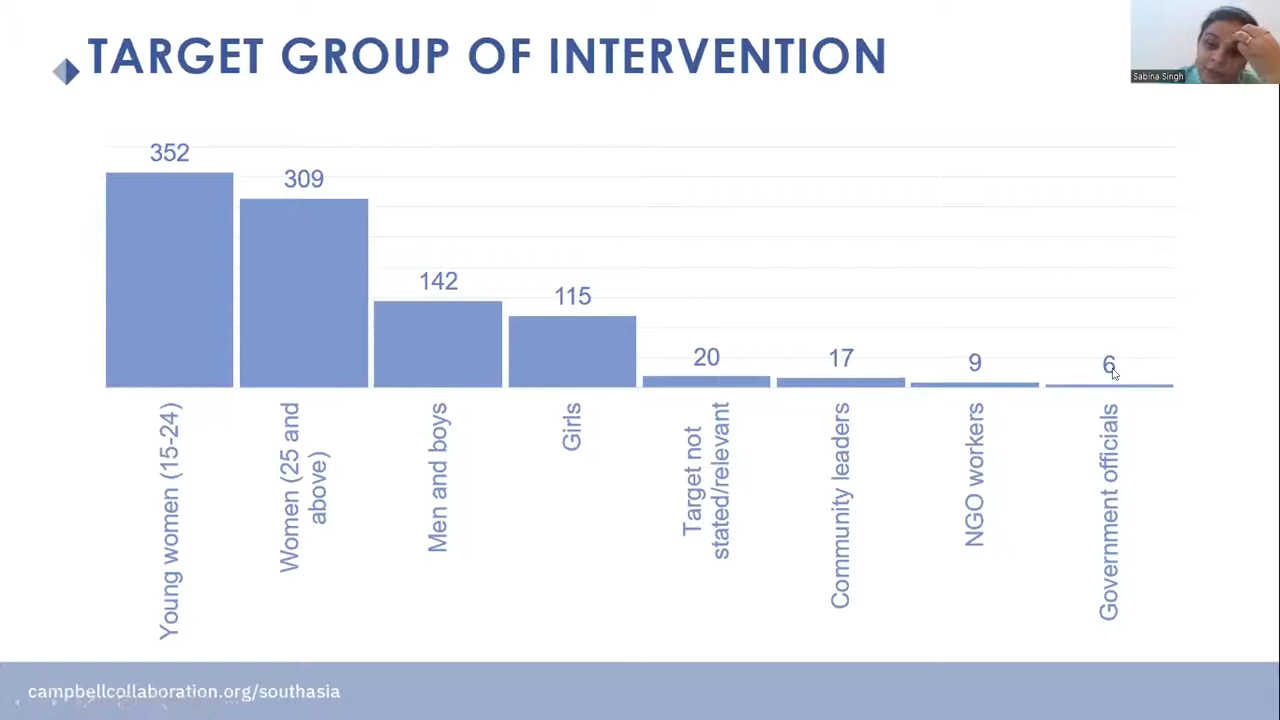 TARGET GROUP OF INTERVENTION
Sabina Singh
352
309
142
115
20
17
9
6
Young women (15-24)
Women (25 and
above)
Men and boys
Girls
Target not
stated/relevant
Community leaders
NGO workers
Government officials
campbellcollaboration.org/southasia